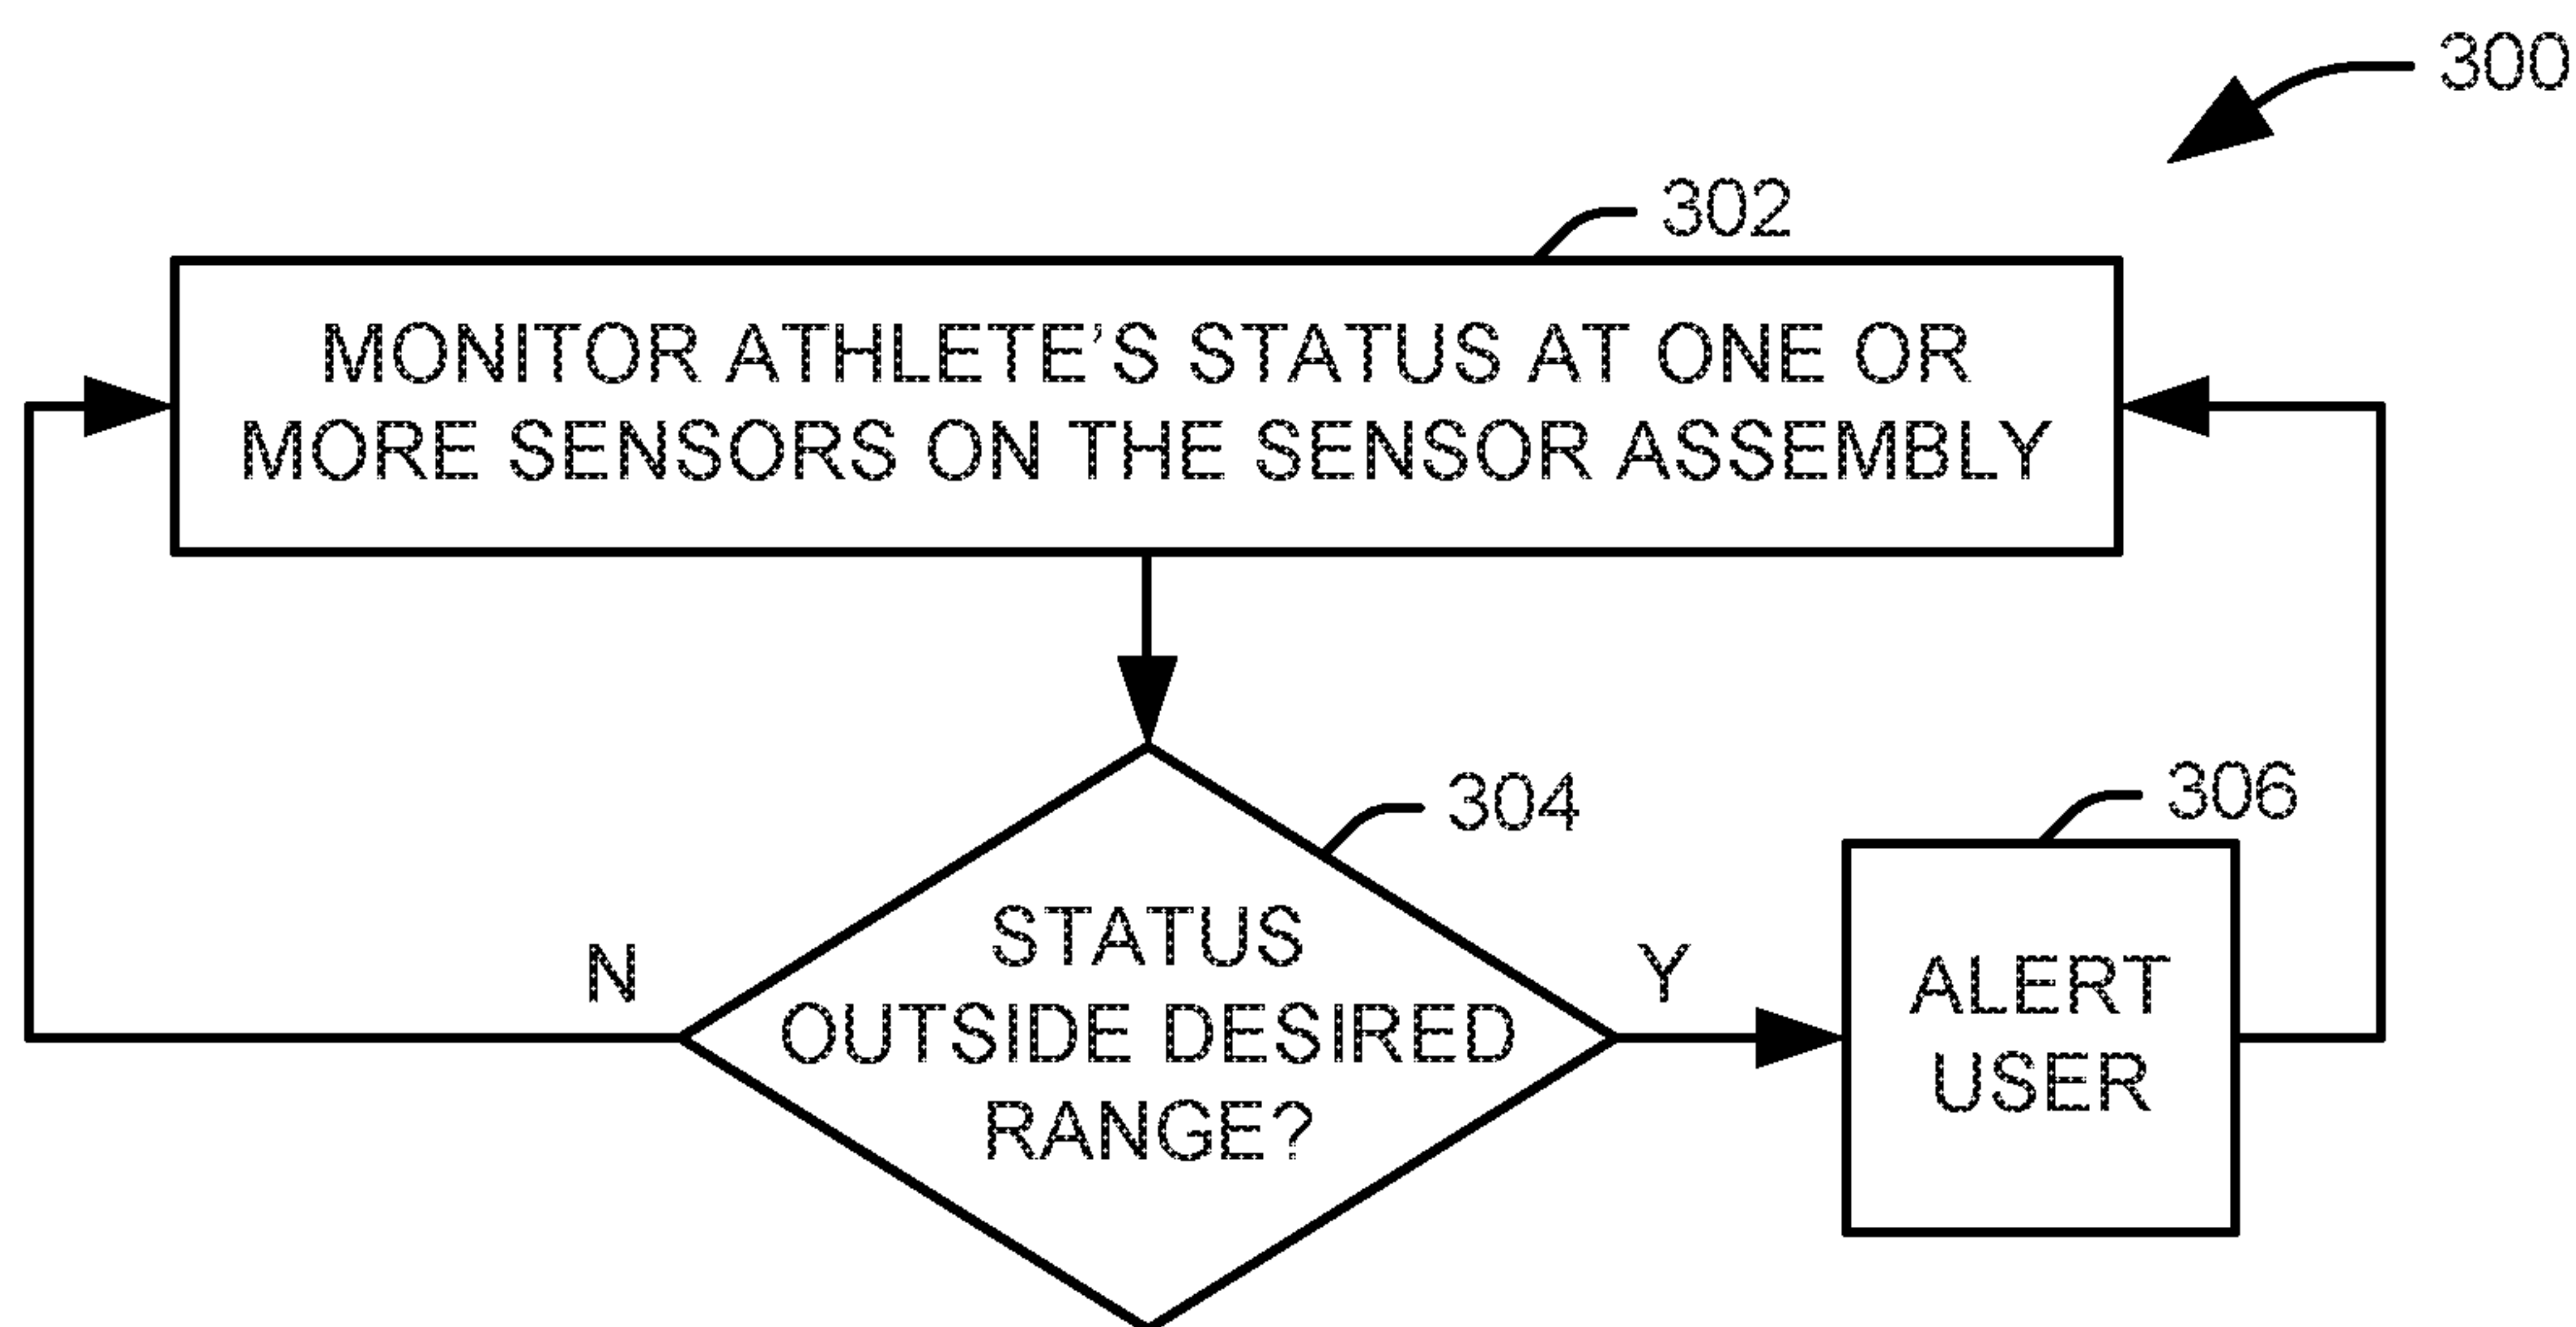 300
302
MONITOR ATHLETE'S STATUS AT ONE OR
MORE SENSORS ON THE SENSOR ASSEMBLY
304
306
STATUS
OUTSIDE DESIRED
RANGE?
N
Y
ALERT
USER